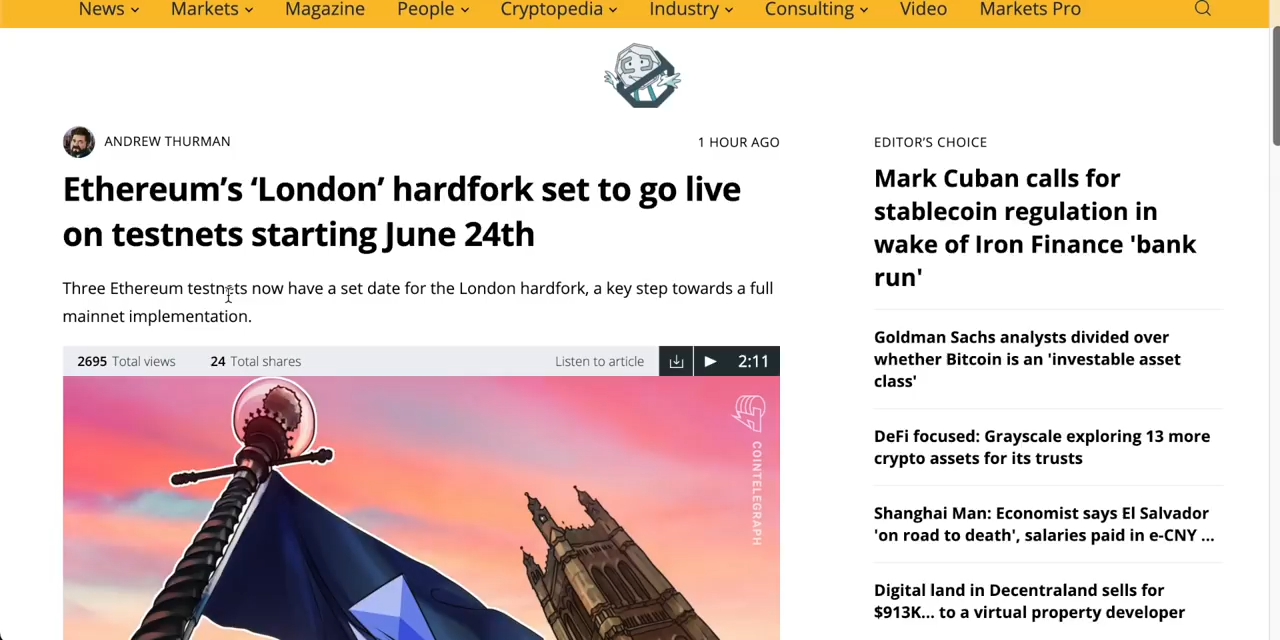 News Markets Magazine People Cryptopedia Industry Consulting Video Markets Pro
ANDREW THURMAN
1 HOUR AGO
Ethereum’s ‘London’ hardfork set to go live
on testnets starting June 24th
Three Ethereum testnets now have a set date for the London hardfork, a key step towards a full
mainnet implementation.
2695 Total views 24 Total shares Listen to article 2:11
COINTELEGRAPH
EDITOR’S CHOICE
Mark Cuban calls for
stablecoin regulation in
wake of Iron Finance 'bank
run'
Goldman Sachs analysts divided over
whether Bitcoin is an 'investable asset
class'
DeFi focused: Grayscale exploring 13 more
crypto assets for its trusts
Shanghai Man: Economist says El Salvador
'on road to death', salaries paid in e-CNY ...
Digital land in Decentraland sells for
$913K... to a virtual property developer